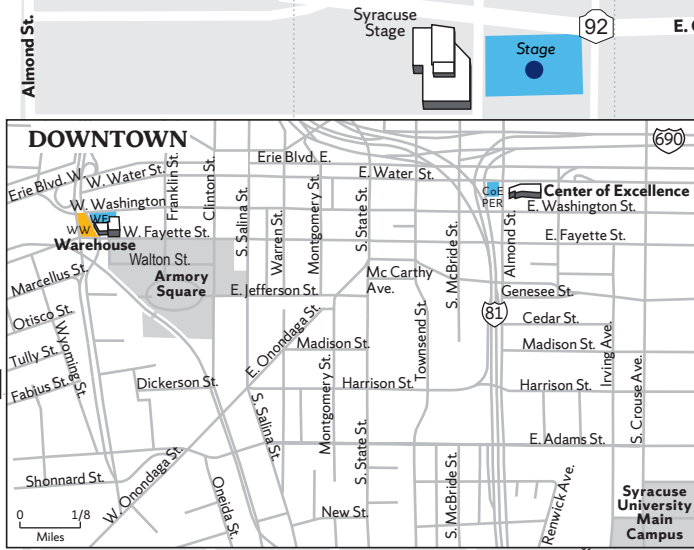 Syracuse
Stage
Stage
92
E.
Almond St.
DOWNTOWN
690
Erie Blvd. E.
E. Water St.
Erie Blvd. W
W. Water St.
Franklin St.
Clinton St.
W. Washington
CoE
PER
Center of Excellence
E. Washington St.
WE
WW
W. Fayette St.
Warehouse
S. Salina St.
Warren St.
Montgomery St.
S. State St.
S. McBride St.
Almond St.
E. Fayette St.
Walton St.
Armory
Square
Marcellus St.
Mc Carthy
Ave.
E. Jefferson St.
Genesee St.
81
Otisco St.
Cedar St.
Wyoming St.
E. Onondaga St.
Madison St.
Townsend St.
Madison St.
Irving Ave.
Tully St.
Fabius St.
Dickerson St.
Harrison St.
Harrison St.
S. Crouse Ave.
S. Salina St.
Montgomery St.
S. State St.
E. Adams St.
Shonnard St.
W. Onondaga St.
Oneida St.
S. McBride St.
Renwick Ave.
New St.
Syracuse
University
Main
Campus
0 1/8
Miles